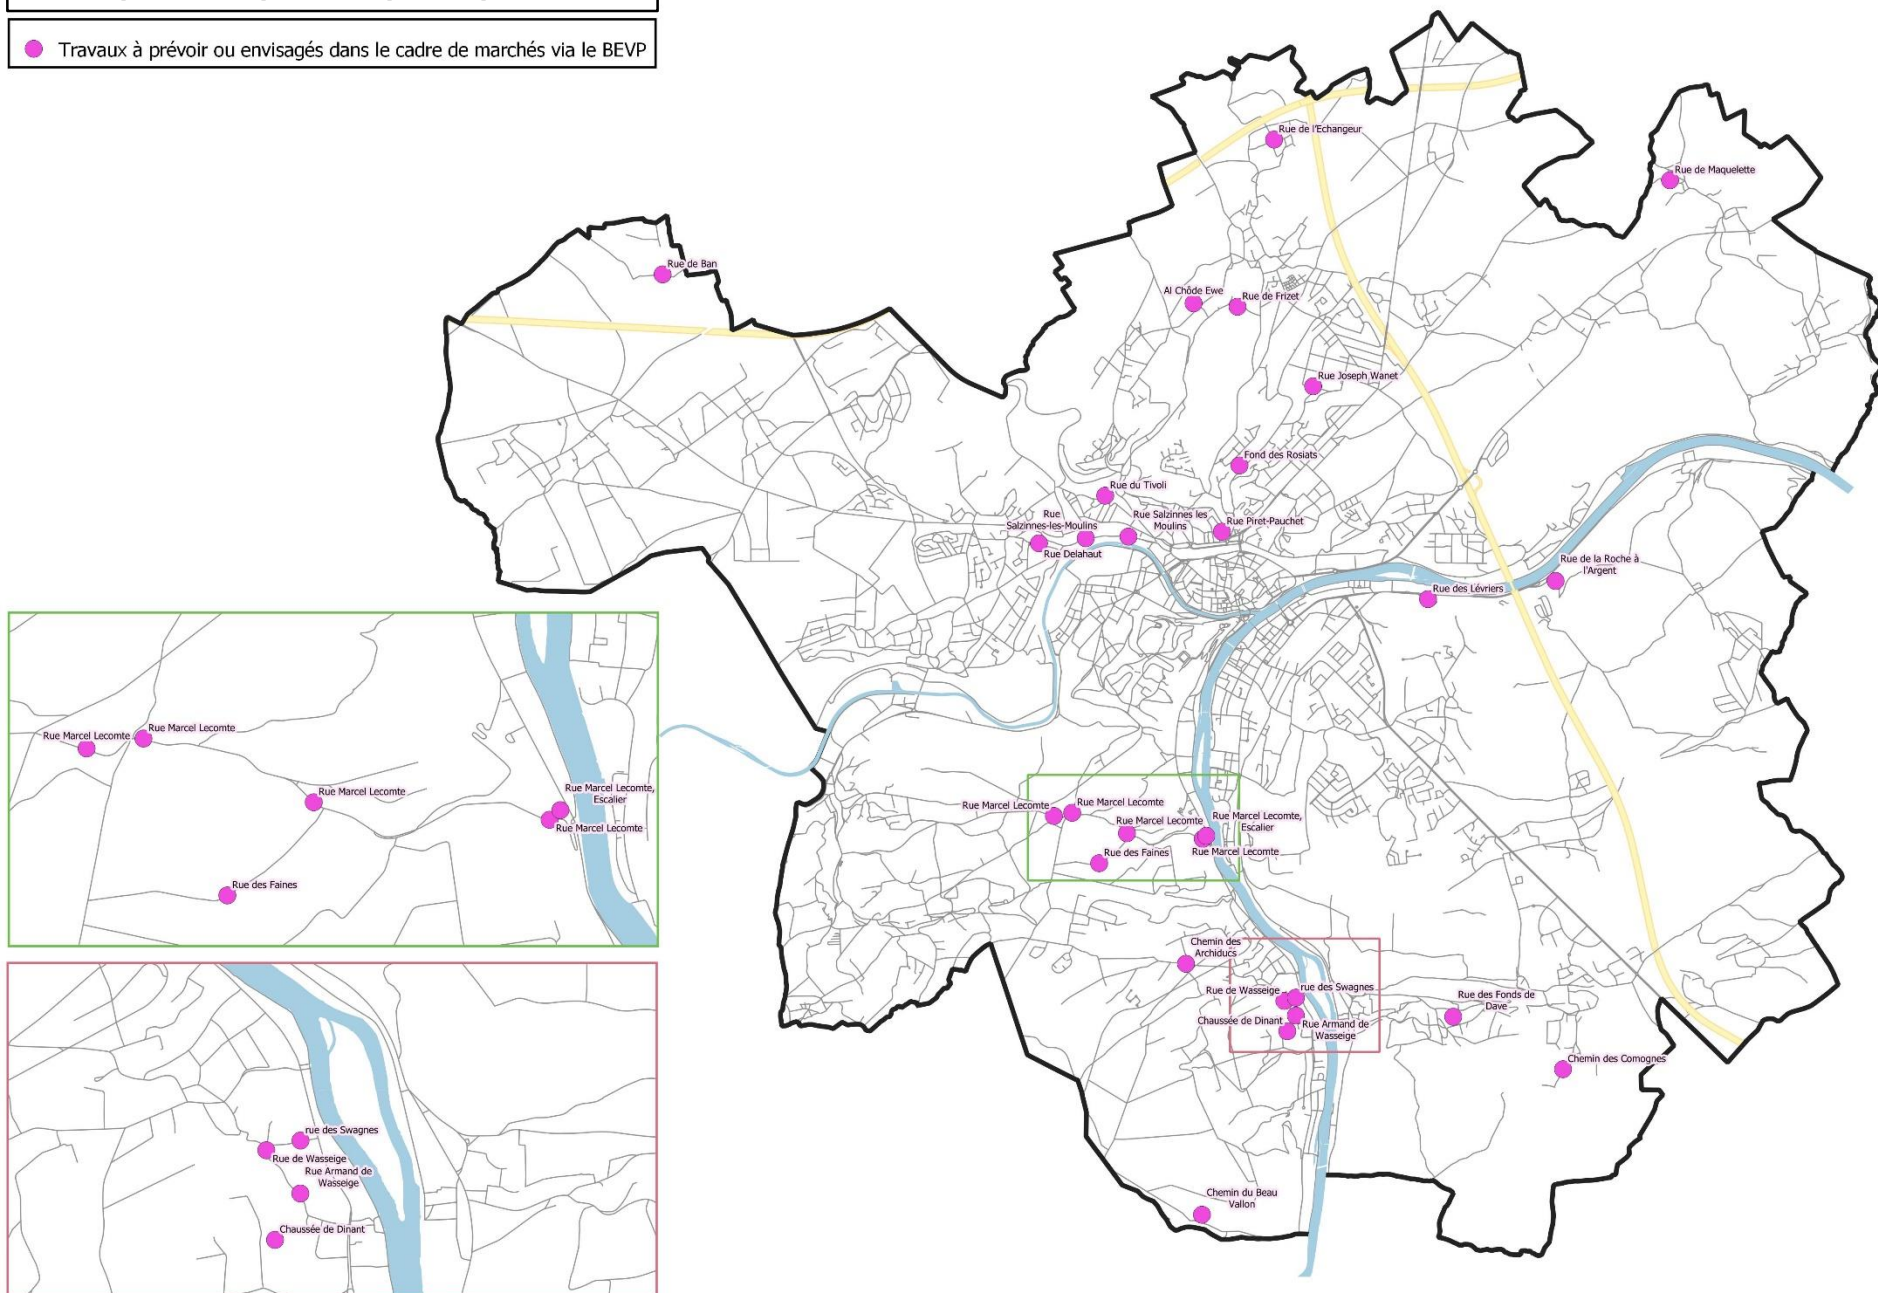 Travaux à prévoir ou envisagés dans le cadre de marchés via le BEVP
Rue de l'Echangeur
Rue de Maquelette
Rue de Ban
Al Chôde Ewe
Rue de Frizet
Rue Joseph Wanet
Fond des Rosiats
Rue du Tivoli
Rue
Salzinnes-les-Moulins
Rue Salzinnes les
Moulins
Rue Piret-Pauchet
Rue Delahaut
Rue de la Roche à
l'Argent
Rue des Lévriers
Rue Marcel Lecomte
Rue Marcel Lecomte
Rue Marcel Lecomte
Rue Marcel Lecomte,
Escalier
Rue Marcel Lecomte
Rue des Faines
Rue Marcel Lecomte
Rue Marcel Lecomte
Rue Marcel Lecomte
Rue Marcel Lecomte,
Escalier
Rue Marcel Lecomte
Rue des Faines
Chemin des
Archiducs
Rue de Wasseige
rue des Swagnes
Chaussée de Dinant
Rue Armand de
Wasseige
Rue des Fonds de
Dave
Chemin des Comognes
Chemin du Beau
Vallon
rue des Swagnes
Rue de Wasseige
Rue Armand de
Wasseige
Chaussée de Dinant